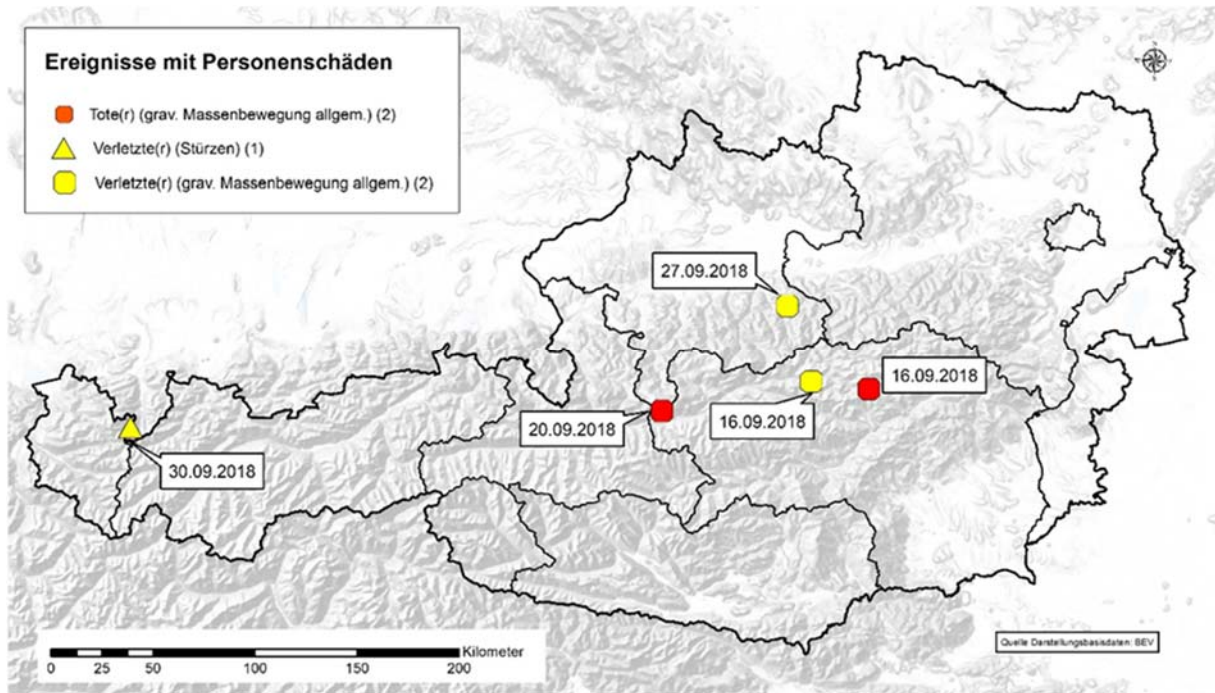 Ereignisse mit Personenschäden
Tote(r) (grav. Massenbewegung allgem.) (2)
Verletzte(r) (Stürzen) (1)
Verletzte(r) (grav. Massenbewegung allgem.) (2)
27.09.2018
16.09.2018
20.09.2018
16.09.2018
30.09.2018
Kilometer
0 25 50 100 150 200
Quelle Darstellungsbasisdaten: BEV